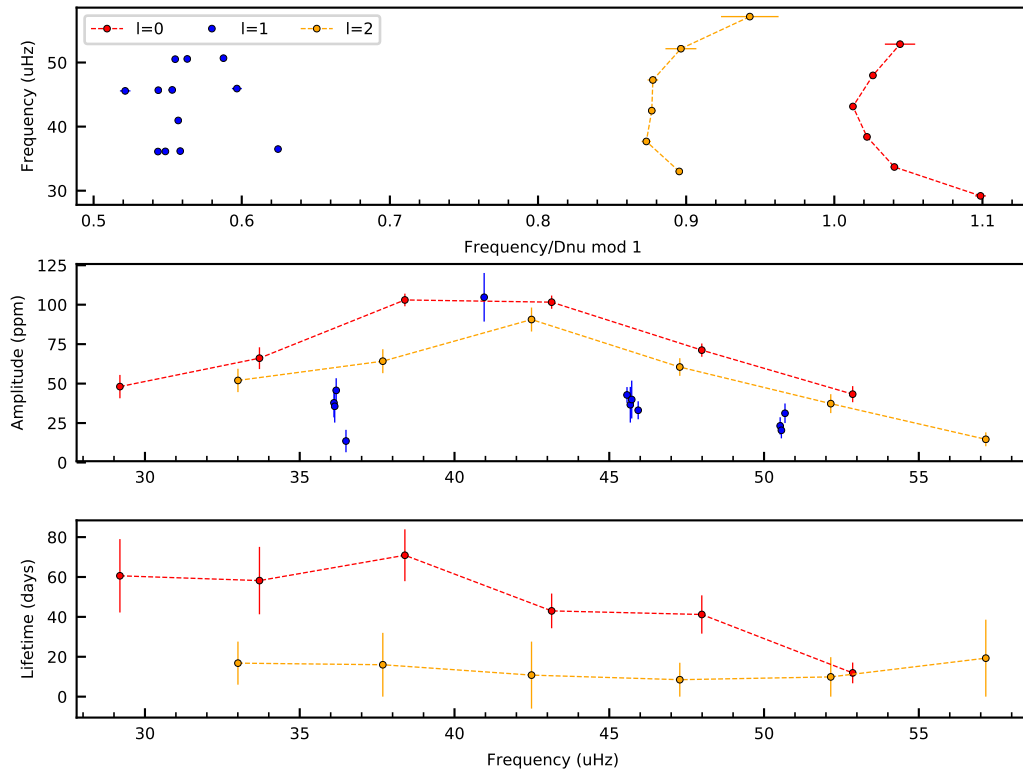 l=0 l=1 l=2
Frequency (uHz)
50
40
30
0.5 0.6 0.7 0.8 0.9 1.0 1.1
Frequency/Dnu mod 1
Amplitude (ppm)
125
100
75
50
25
0
30 35 40 45 50 55
Lifetime (days)
80
60
40
20
0
30 35 40 45 50 55
Frequency (uHz)